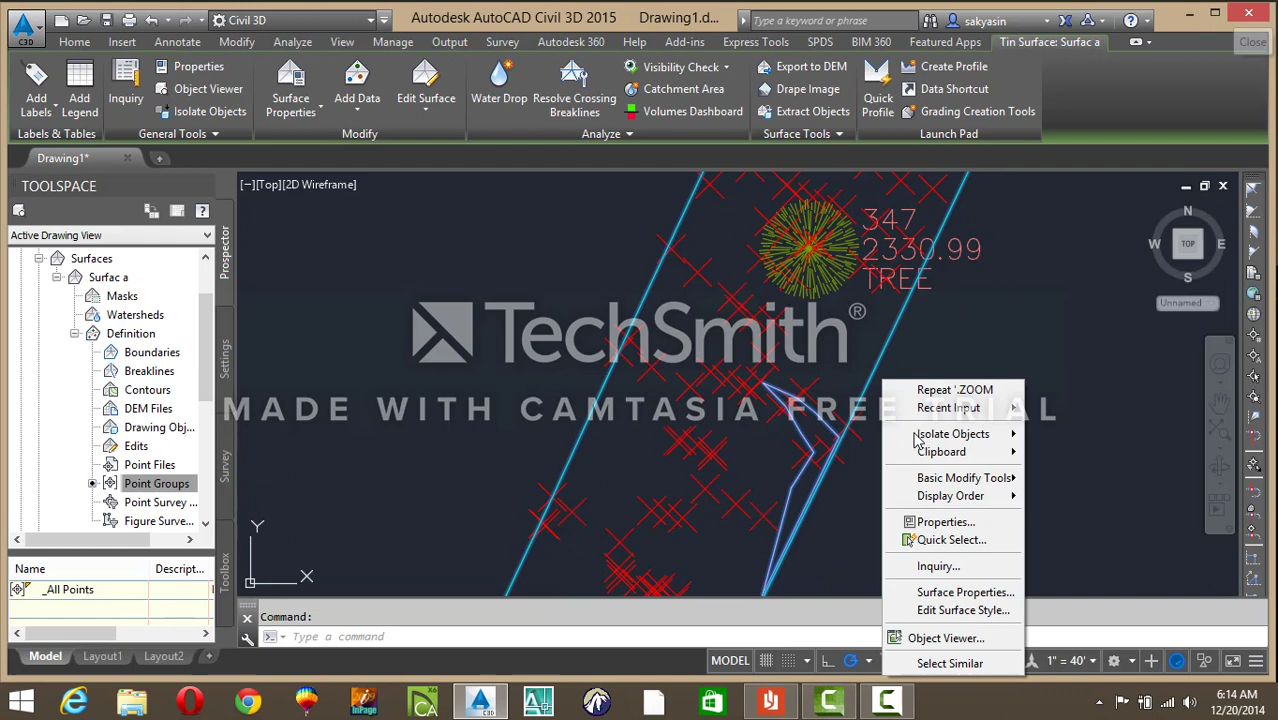 C3D
Civil 3D
Autodesk AutoCAD Civil 3D 2015 Drawing1.d...
Type a keyword or phrase
sakyasin
Home Insert Annotate Modify Analyze View Manage Output Survey Autodesk 360 Help Add-ins Express Tools SPDS BIM 360 Featured Apps Tin Surface: Surfac a
Close
Add Labels
Add Legend
Labels & Tables
Inquiry
Properties
Object Viewer
Isolate Objects
General Tools
Surface Properties
Add Data
Edit Surface
Modify
Water Drop
Resolve Crossing Breaklines
Visibility Check
Catchment Area
Volumes Dashboard
Analyze
Export to DEM
Drape Image
Extract Objects
Surface Tools
Quick Profile
Create Profile
Data Shortcut
Grading Creation Tools
Launch Pad
Drawing1*
TOOLSPACE
Active Drawing View
Surfaces
Surfac a
Masks
Watersheds
Definition
Boundaries
Breaklines
Contours
DEM Files
Drawing Obj...
Edits
Point Files
Point Groups
Point Survey ...
Figure Surve...
Name Descript...
_All Points
Prospector
Settings
Survey
Toolbox
[−][Top][2D Wireframe]
347
2330.99
TREE
N
W TOP E
S
Unnamed
TechSmith®
MADE WITH CAMTASIA FREE TRIAL
Y
X
Repeat '.ZOOM
Recent Input
Isolate Objects
Clipboard
Basic Modify Tools
Display Order
Properties...
Quick Select...
Inquiry...
Surface Properties...
Edit Surface Style...
Object Viewer...
Select Similar
Command:
Type a command
Model Layout1 Layout2 +
MODEL
1" = 40'
6:14 AM
12/20/2014